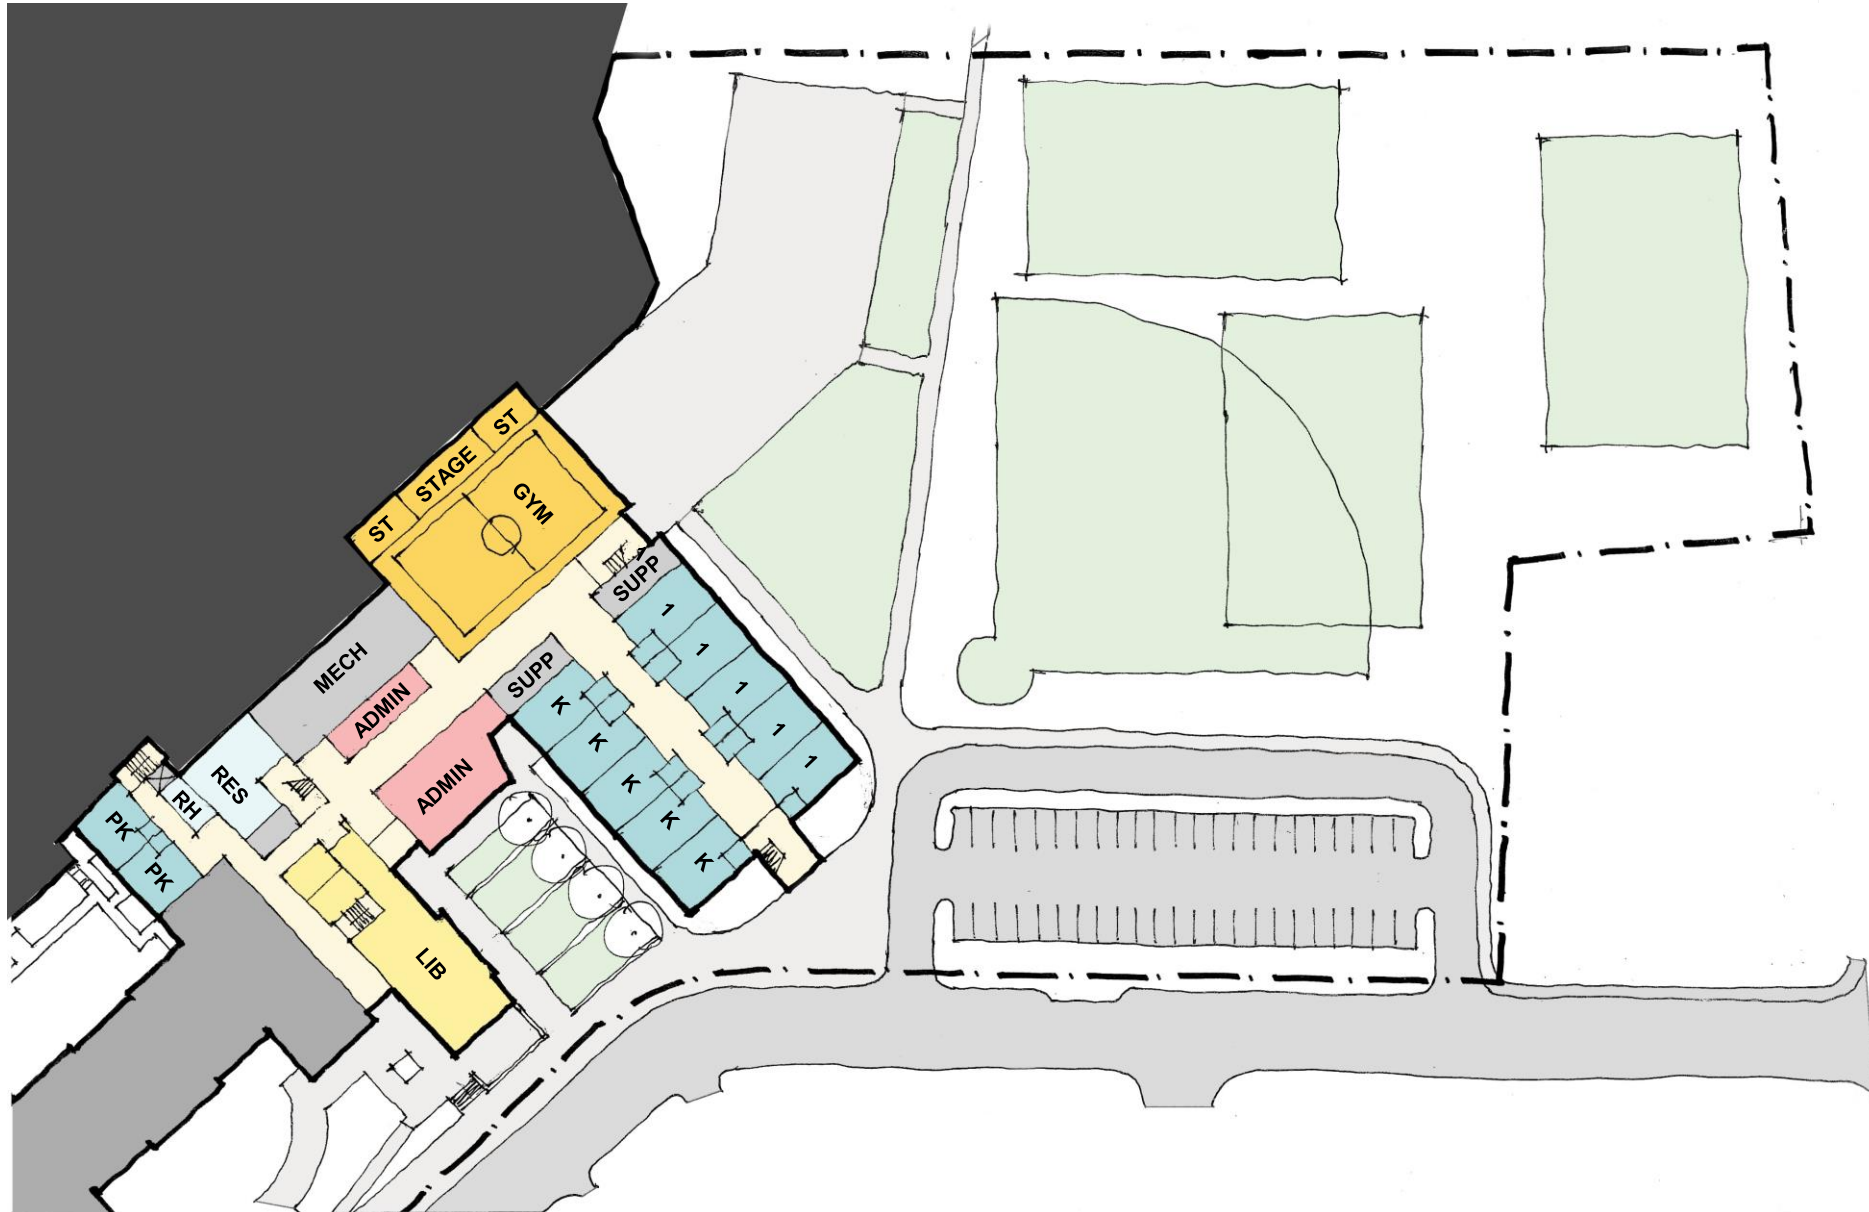 ST
STAGE
GYM
ST
SUPP
1
1
1
1
1
MECH
SUPP
ADMIN
K
K
K
K
K
ADMIN
RES
RH
PK
PK
LIB